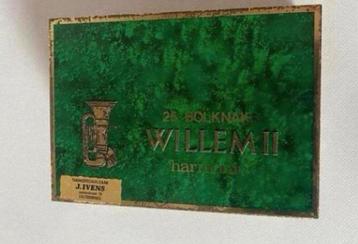 25 BOLKNAK
WILLEM II
harmonie
J. IVENS